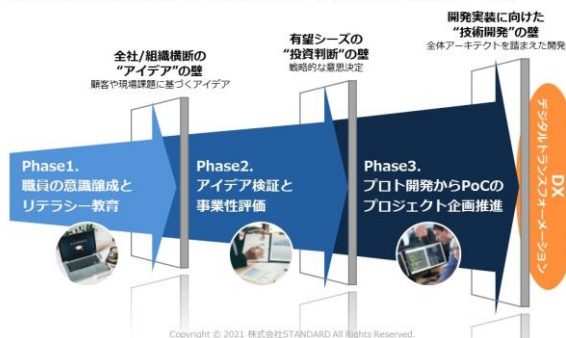 全社/組織横断の
“アイデア”の壁
顧客や現場課題に基づくアイデア
有望シーズの
“投資判断“の壁
戦略的な意思決定
開発実装に向けた
“技術開発”の壁
全体アーキテクトを踏まえた開発
Phase1.
職員の意識醸成と
リテラシー教育
Phase2.
アイデア検証と
事業性評価
Phase3.
プロト開発からPoCの
プロジェクト企画推進
DX
デジタルトランスフォーメーション
Copyright © 2021 株式会社STANDARD All Rights Reserved.